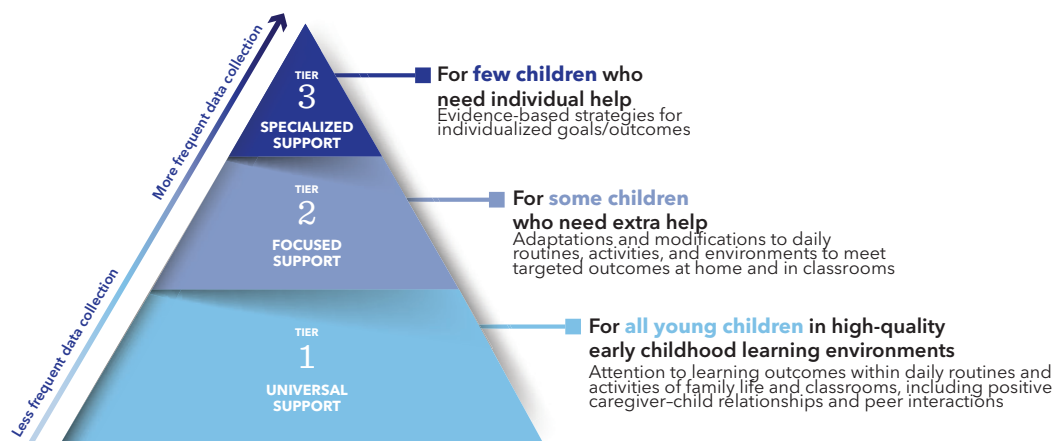 More frequent data collection
Less frequent data collection
TIER
3
SPECIALIZED
SUPPORT
For few children who
need individual help
Evidence-based strategies for
individualized goals/outcomes
TIER
2
FOCUSED
SUPPORT
For some children
who need extra help
Adaptations and modifications to daily
routines, activities, and environments to meet
targeted outcomes at home and in classrooms
TIER
1
UNIVERSAL
SUPPORT
For all young children in high-quality
early childhood learning environments
Attention to learning outcomes within daily routines and
activities of family life and classrooms, including positive
caregiver–child relationships and peer interactions